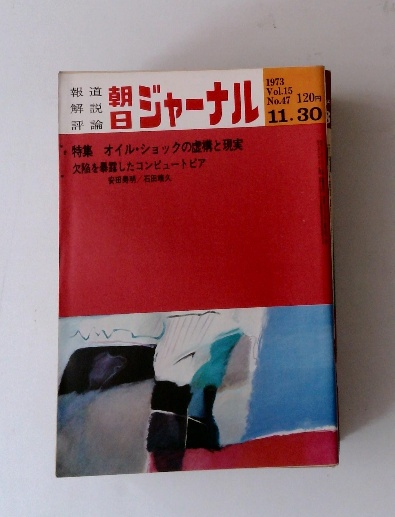 報道
解説
評論
朝日ジャーナル
1973
Vol.15
No.47 120円
11.30
特集 オイル・ショックの虚構と現実
欠陥を暴露したコンピュートピア